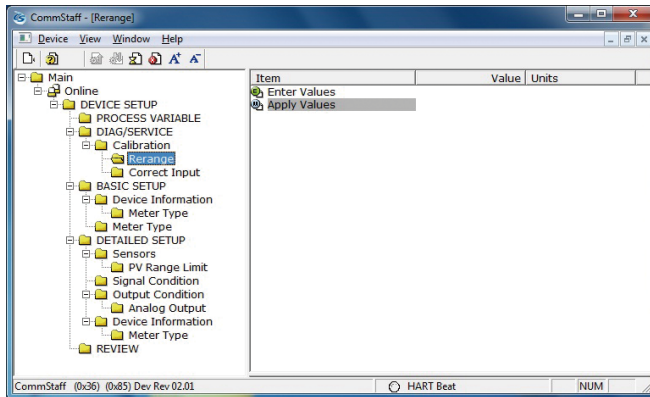 CommStaff - [Rerange]
Device View Window Help
Main
Online
DEVICE SETUP
PROCESS VARIABLE
DIAG/SERVICE
Calibration
Rerange
Correct Input
BASIC SETUP
Device Information
Meter Type
Meter Type
DETAILED SETUP
Sensors
PV Range Limit
Signal Condition
Output Condition
Analog Output
Device Information
Meter Type
REVIEW
Item Value Units
Enter Values
Apply Values
CommStaff (0x36) (0x85) Dev Rev 02.01 HART Beat NUM